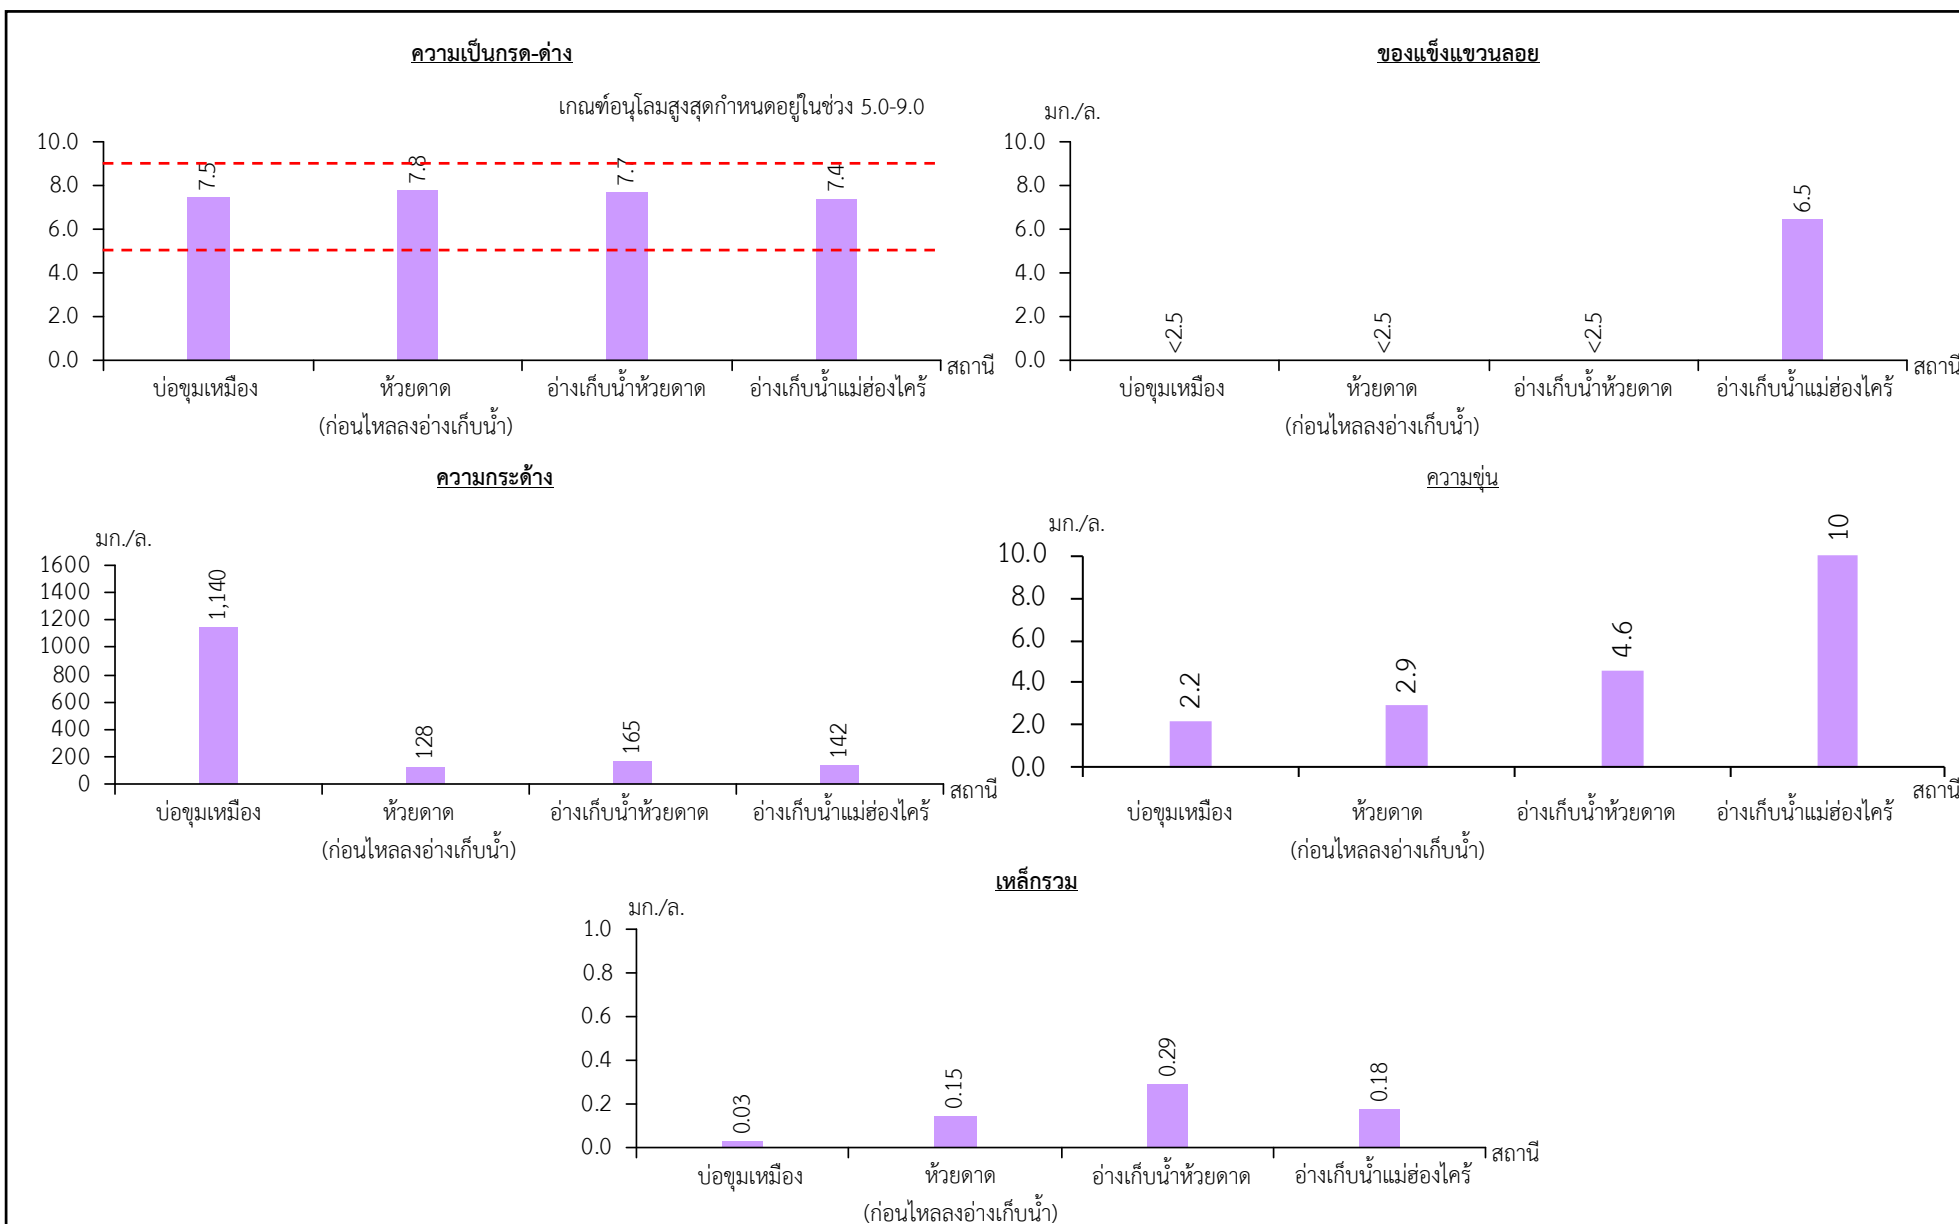 ความเป็นกรด-ด่าง
เกณฑ์อนุโลมสูงสุดกำหนดอยู่ในช่วง 5.0-9.0
10.0
8.0
6.0
4.0
2.0
0.0
7.5
7.8
7.7
7.4
สถานี
บ่อขุมเหมือง ห้วยดาด อ่างเก็บน้ำห้วยดาด อ่างเก็บน้ำแม่ฮ่องไคร้
(ก่อนไหลลงอ่างเก็บน้ำ)
ของแข็งแขวนลอย
มก./ล.
10.0
8.0
6.0
4.0
2.0
0.0
<2.5
<2.5
<2.5
6.5
สถานี
บ่อขุมเหมือง ห้วยดาด อ่างเก็บน้ำห้วยดาด อ่างเก็บน้ำแม่ฮ่องไคร้
(ก่อนไหลลงอ่างเก็บน้ำ)
ความกระด้าง
มก./ล.
1600
1400
1200
1000
800
600
400
200
0
1,140
128
165
142
สถานี
บ่อขุมเหมือง ห้วยดาด อ่างเก็บน้ำห้วยดาด อ่างเก็บน้ำแม่ฮ่องไคร้
(ก่อนไหลลงอ่างเก็บน้ำ)
ความขุ่น
มก./ล.
10.0
8.0
6.0
4.0
2.0
0.0
2.2
2.9
4.6
10
สถานี
บ่อขุมเหมือง ห้วยดาด อ่างเก็บน้ำห้วยดาด อ่างเก็บน้ำแม่ฮ่องไคร้
(ก่อนไหลลงอ่างเก็บน้ำ)
เหล็กรวม
มก./ล.
1.0
0.8
0.6
0.4
0.2
0.0
0.03
0.15
0.29
0.18
สถานี
บ่อขุมเหมือง ห้วยดาด อ่างเก็บน้ำห้วยดาด อ่างเก็บน้ำแม่ฮ่องไคร้
(ก่อนไหลลงอ่างเก็บน้ำ)